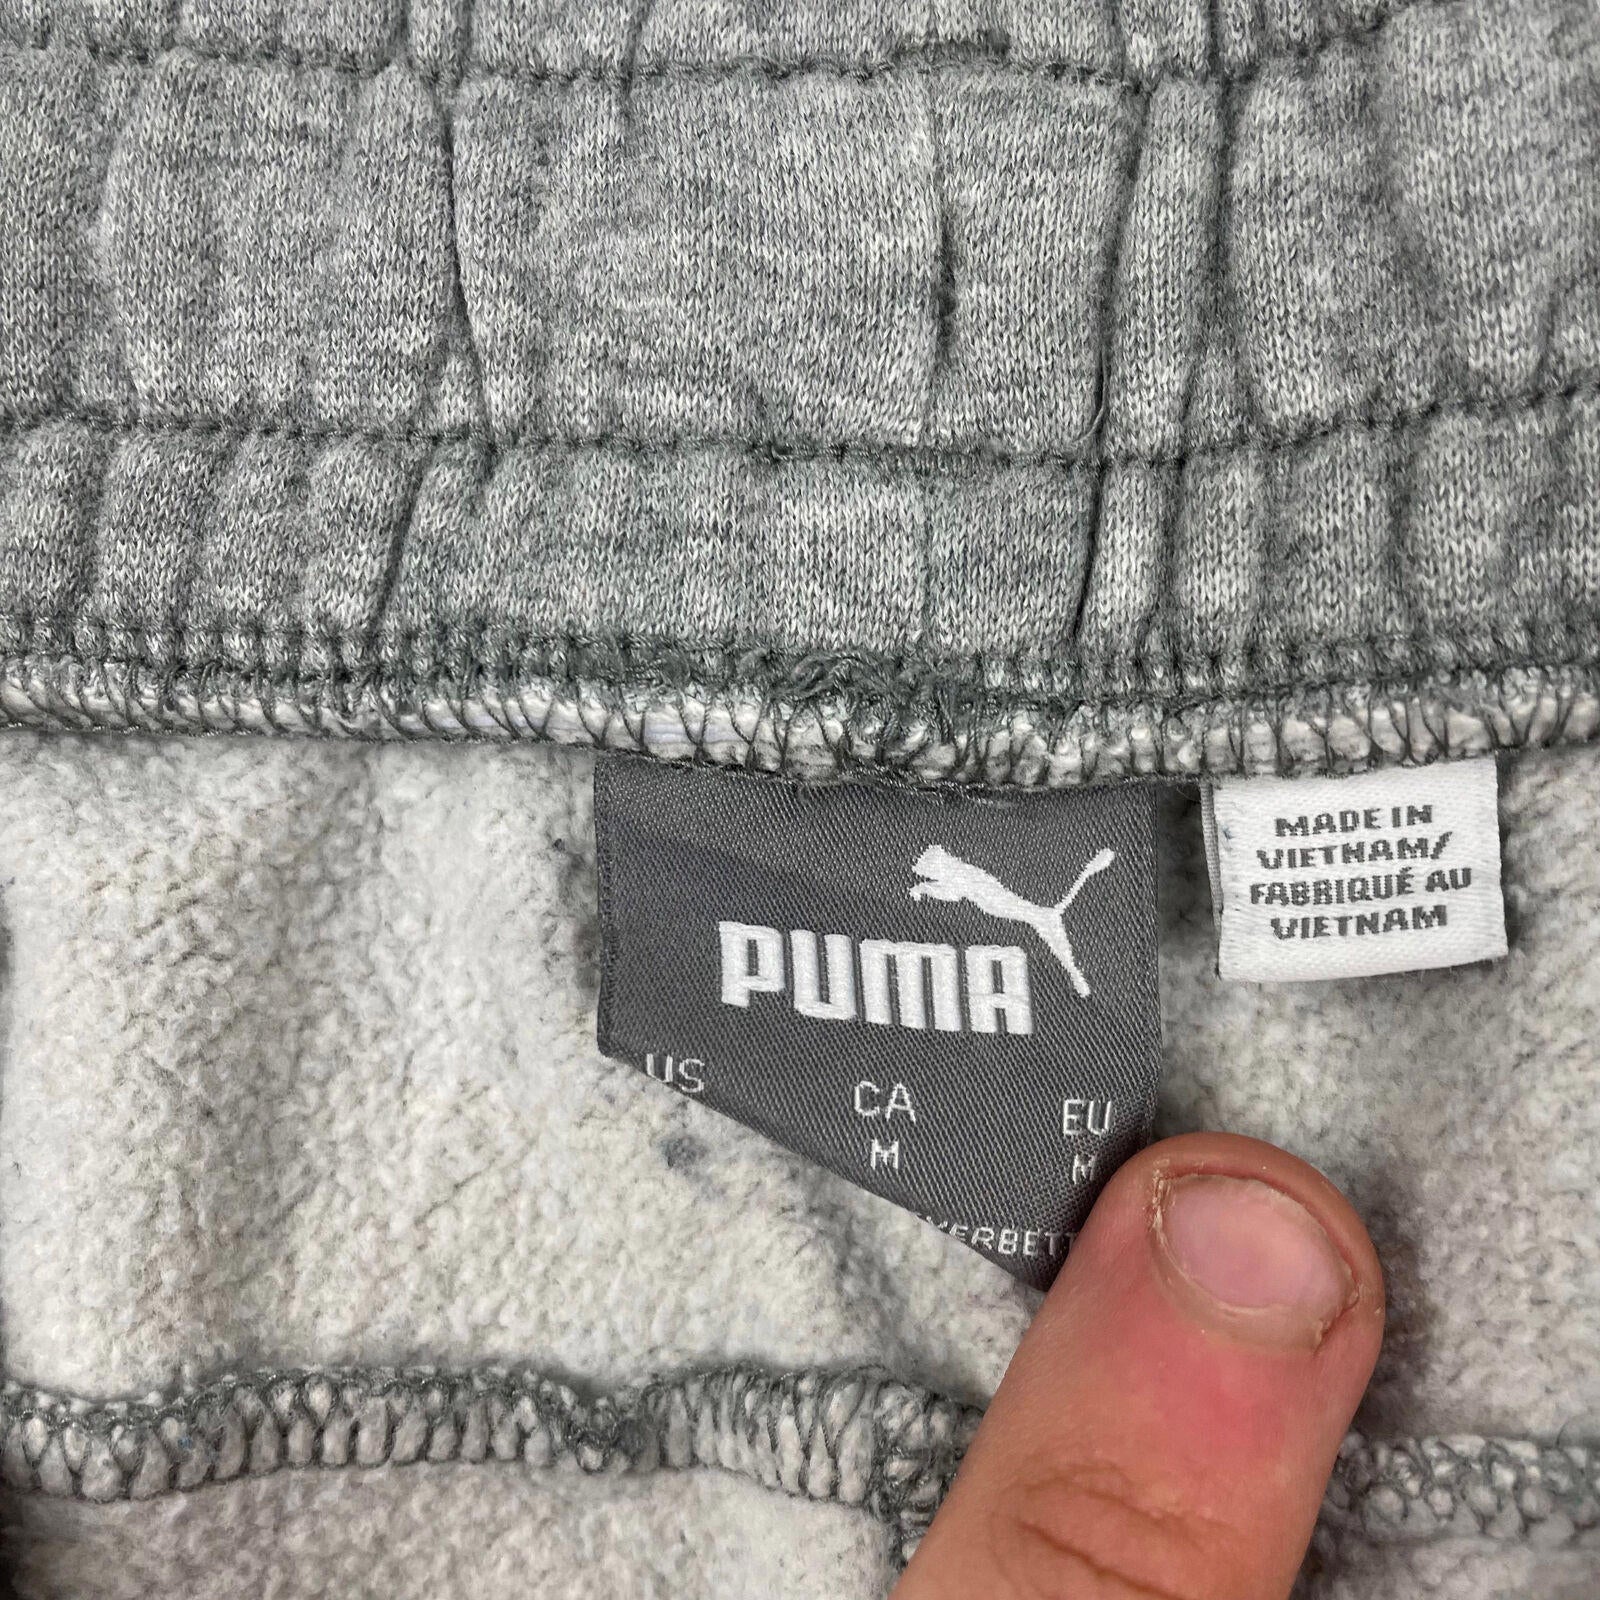 PUMA
US CA EU
M M
MADE IN
VIETNAM/
FABRIQUÉ AU
VIETNAM